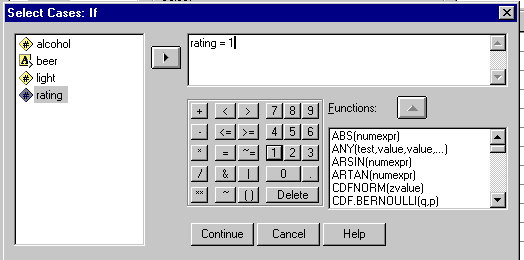 Select Cases: If
alcohol
beer
light
rating
rating = 1
+ < > 7 8 9
- <= >= 4 5 6
* = ~= 1 2 3
/ & | 0 .
** ~ ( ) Delete
Functions:
ABS(numexpr)
ANY(test,value,value,...)
ARSIN(numexpr)
ARTAN(numexpr)
CDFNORM(zvalue)
CDF.BERNOULLI(q,p)
Continue Cancel Help